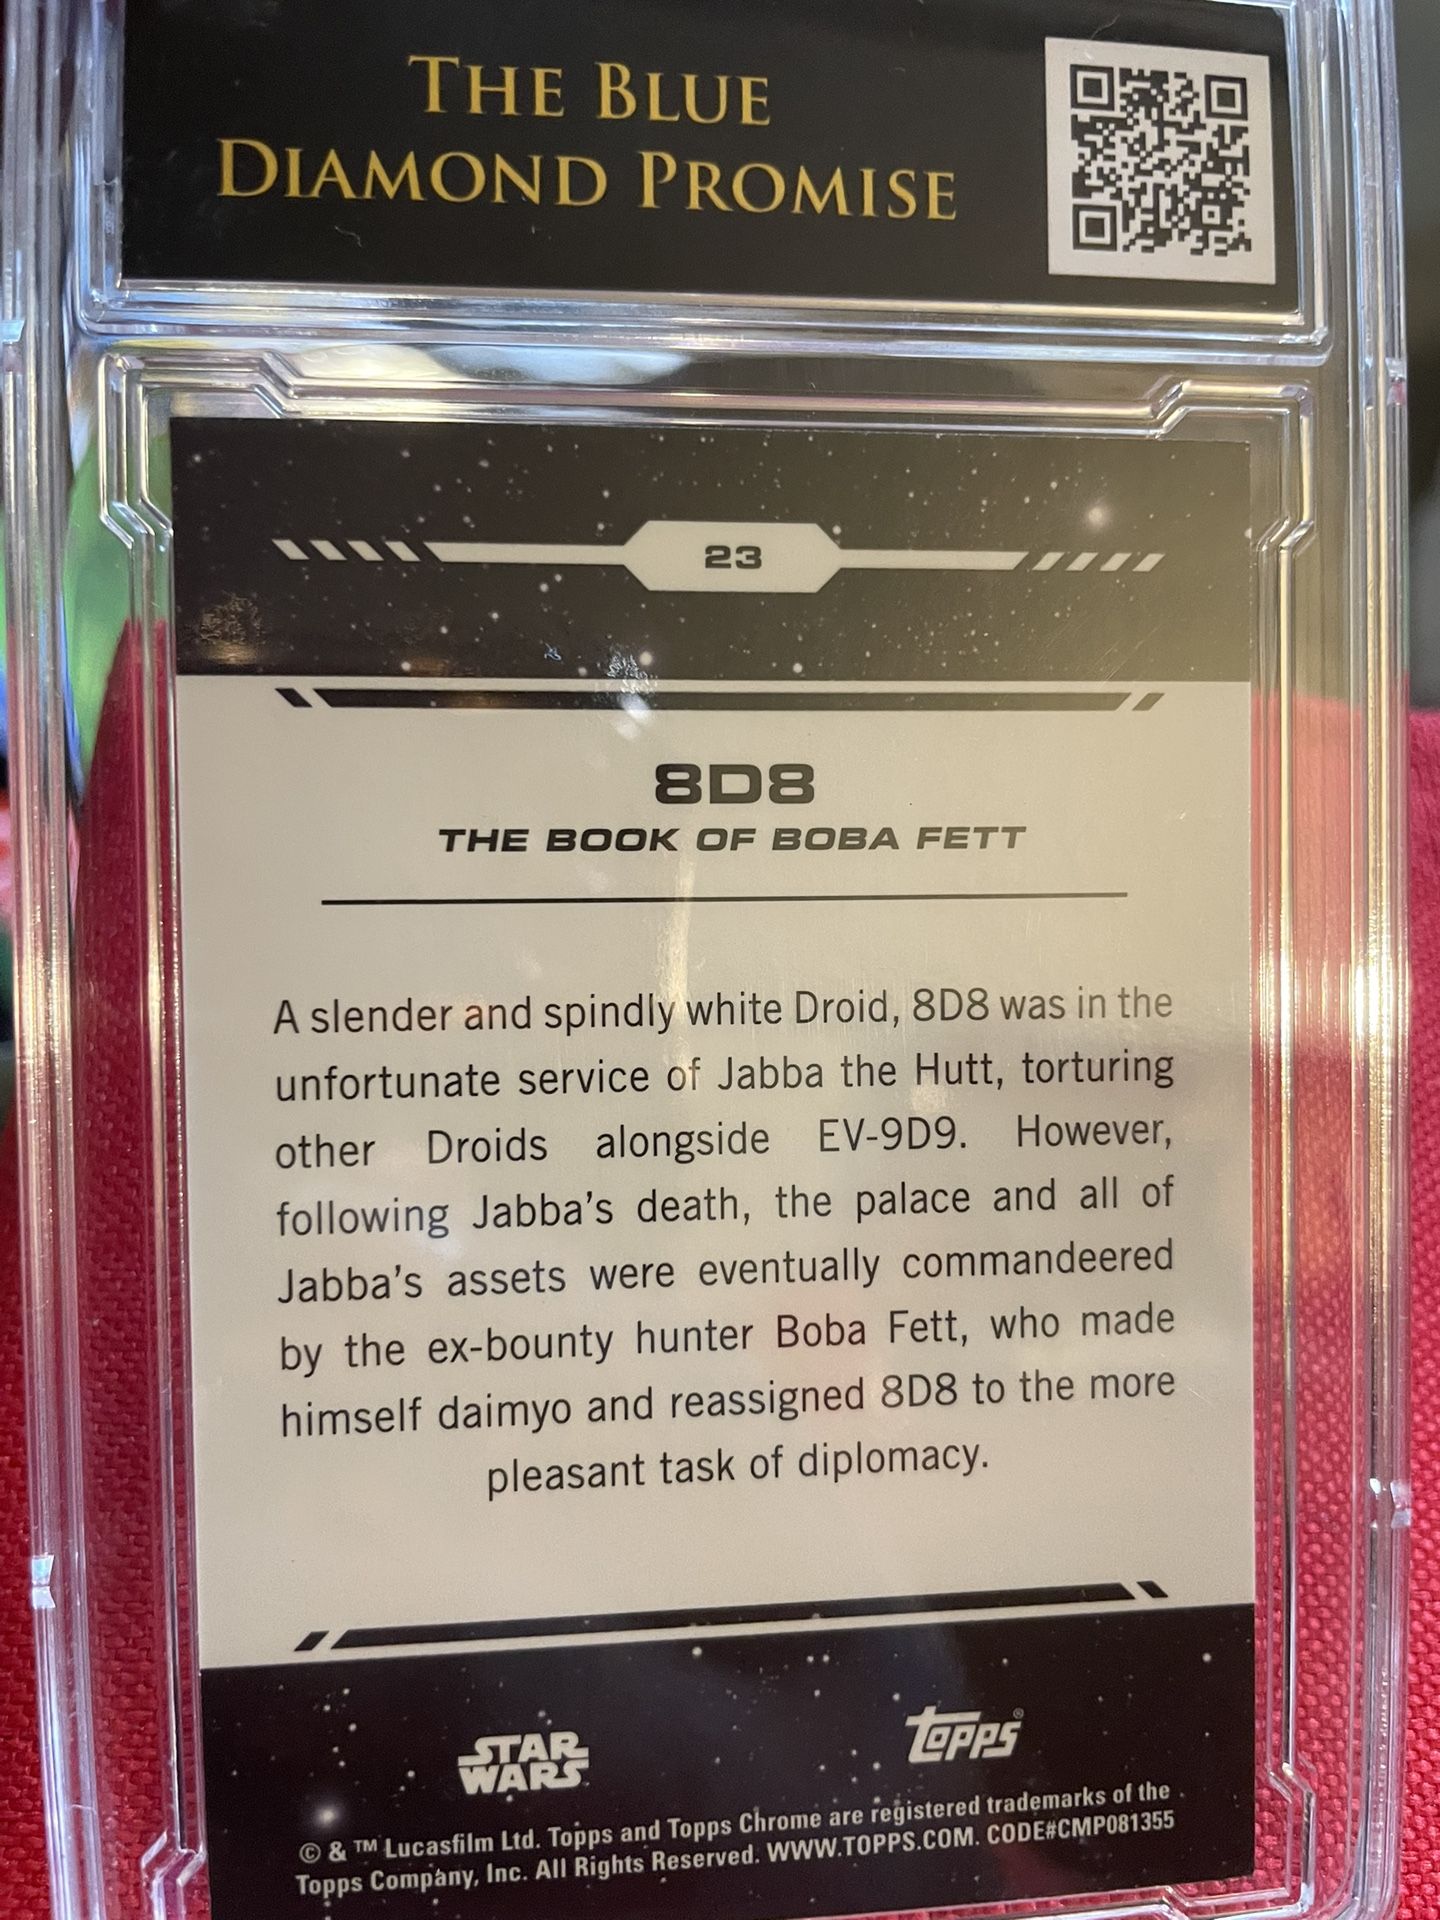 THE BLUE
DIAMOND PROMISE
23
8D8
THE BOOK OF BOBA FETT
A slender and spindly white Droid, 8D8 was in the
unfortunate service of Jabba the Hutt, torturing
other Droids alongside EV-9D9. However,
following Jabba's death, the palace and all of
Jabba's assets were eventually commandeered
by the ex-bounty hunter Boba Fett, who made
himself daimyo and reassigned 8D8 to the more
pleasant task of diplomacy.
STAR
WARS
TOPPS®
© & ™ Lucasfilm Ltd. Topps and Topps Chrome are registered trademarks of the
Topps Company, Inc. All Rights Reserved. WWW.TOPPS.COM. CODE#CMP081355